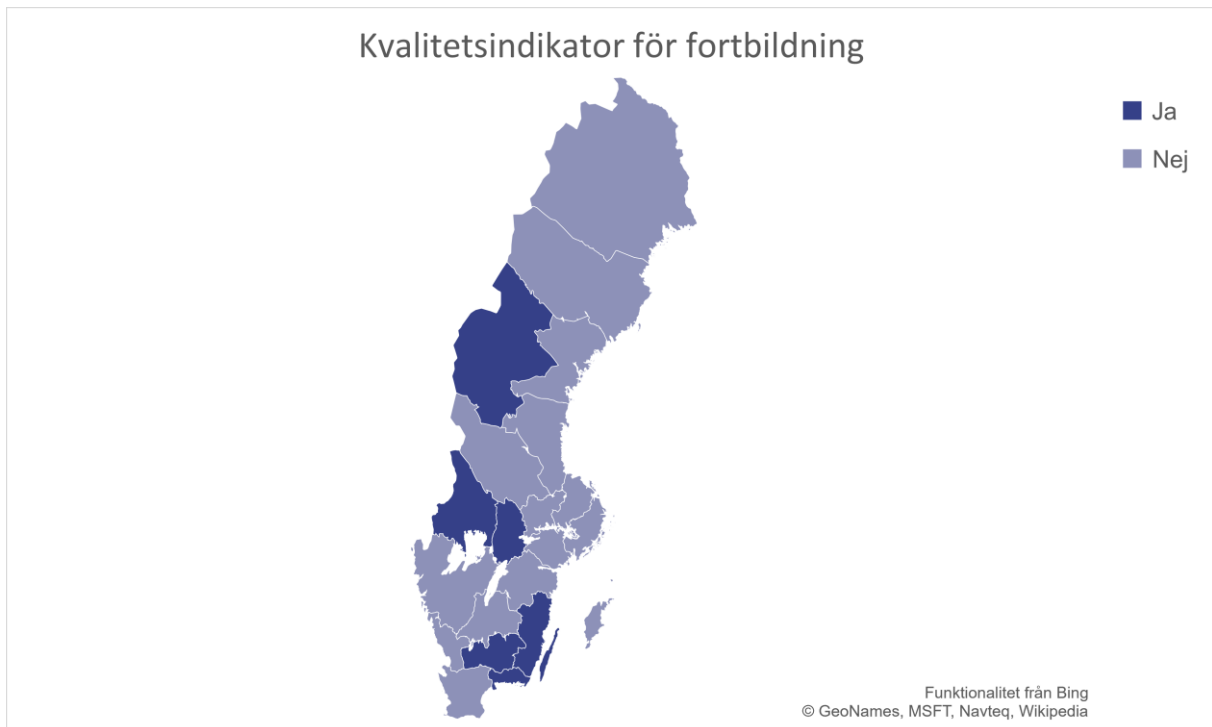 Kvalitetsindikator för fortbildning
Ja
Nej
Funktionalitet från Bing
© GeoNames, MSFT, Navteq, Wikipedia